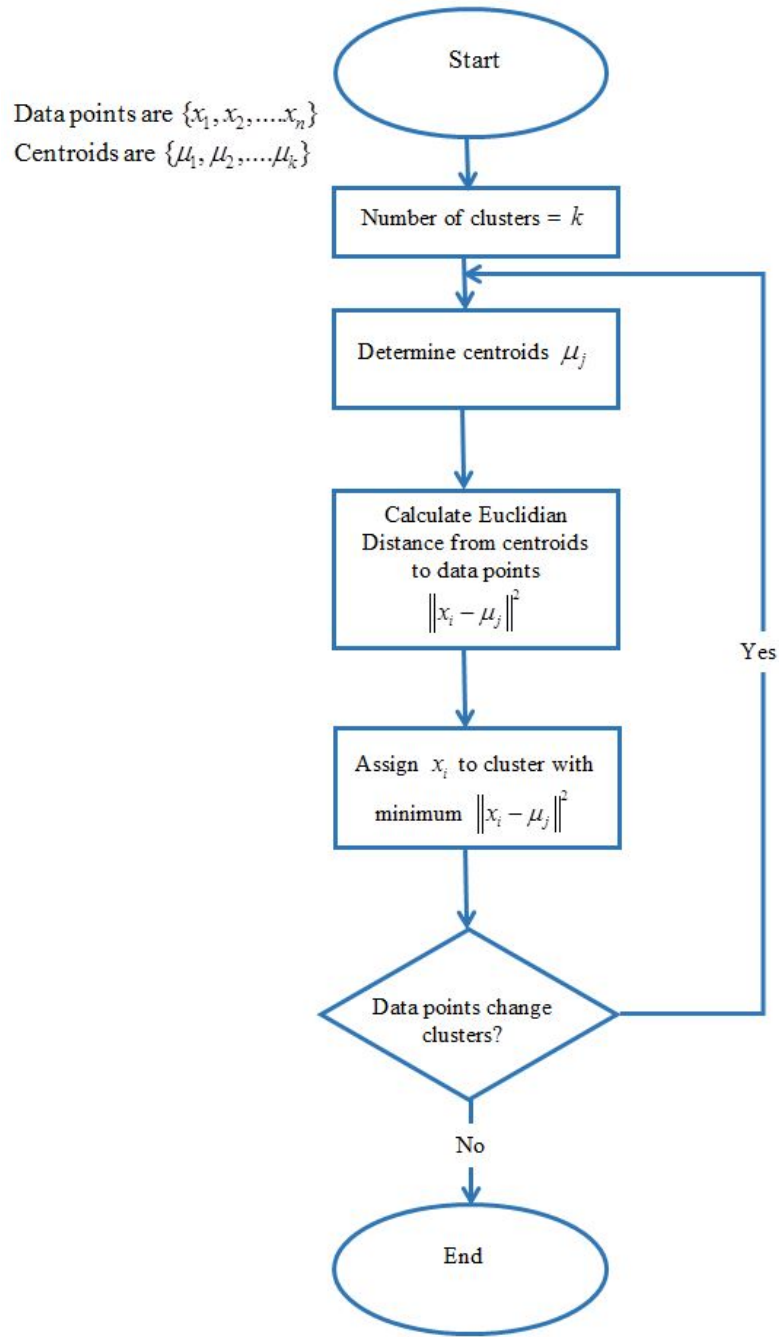 Start
Data points are {x₁, x₂,....xₙ}
Centroids are {μ₁, μ₂,....μₖ}
Number of clusters = k
Determine centroids μⱼ
Calculate Euclidian
Distance from centroids
to data points
‖xᵢ − μⱼ‖²
Assign xᵢ to cluster with
minimum ‖xᵢ − μⱼ‖²
Yes
Data points change
clusters?
No
End